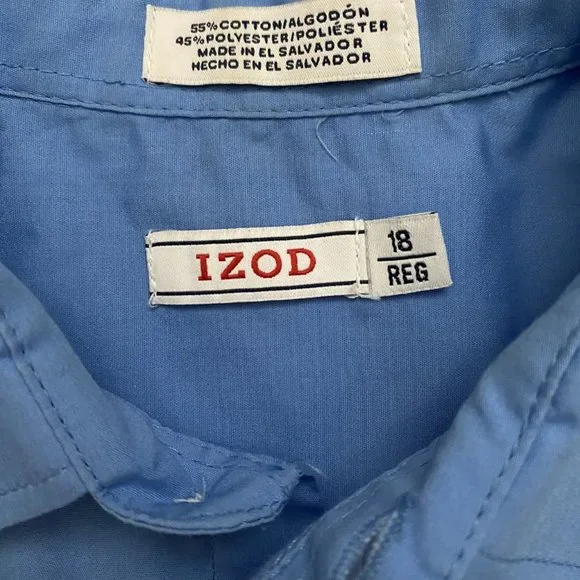 55%COTTON/ALGODÓN
45%POLYESTER/POLIÉSTER
MADE IN EL SALVADOR
HECHO EN EL SALVADOR
IZOD
18
REG